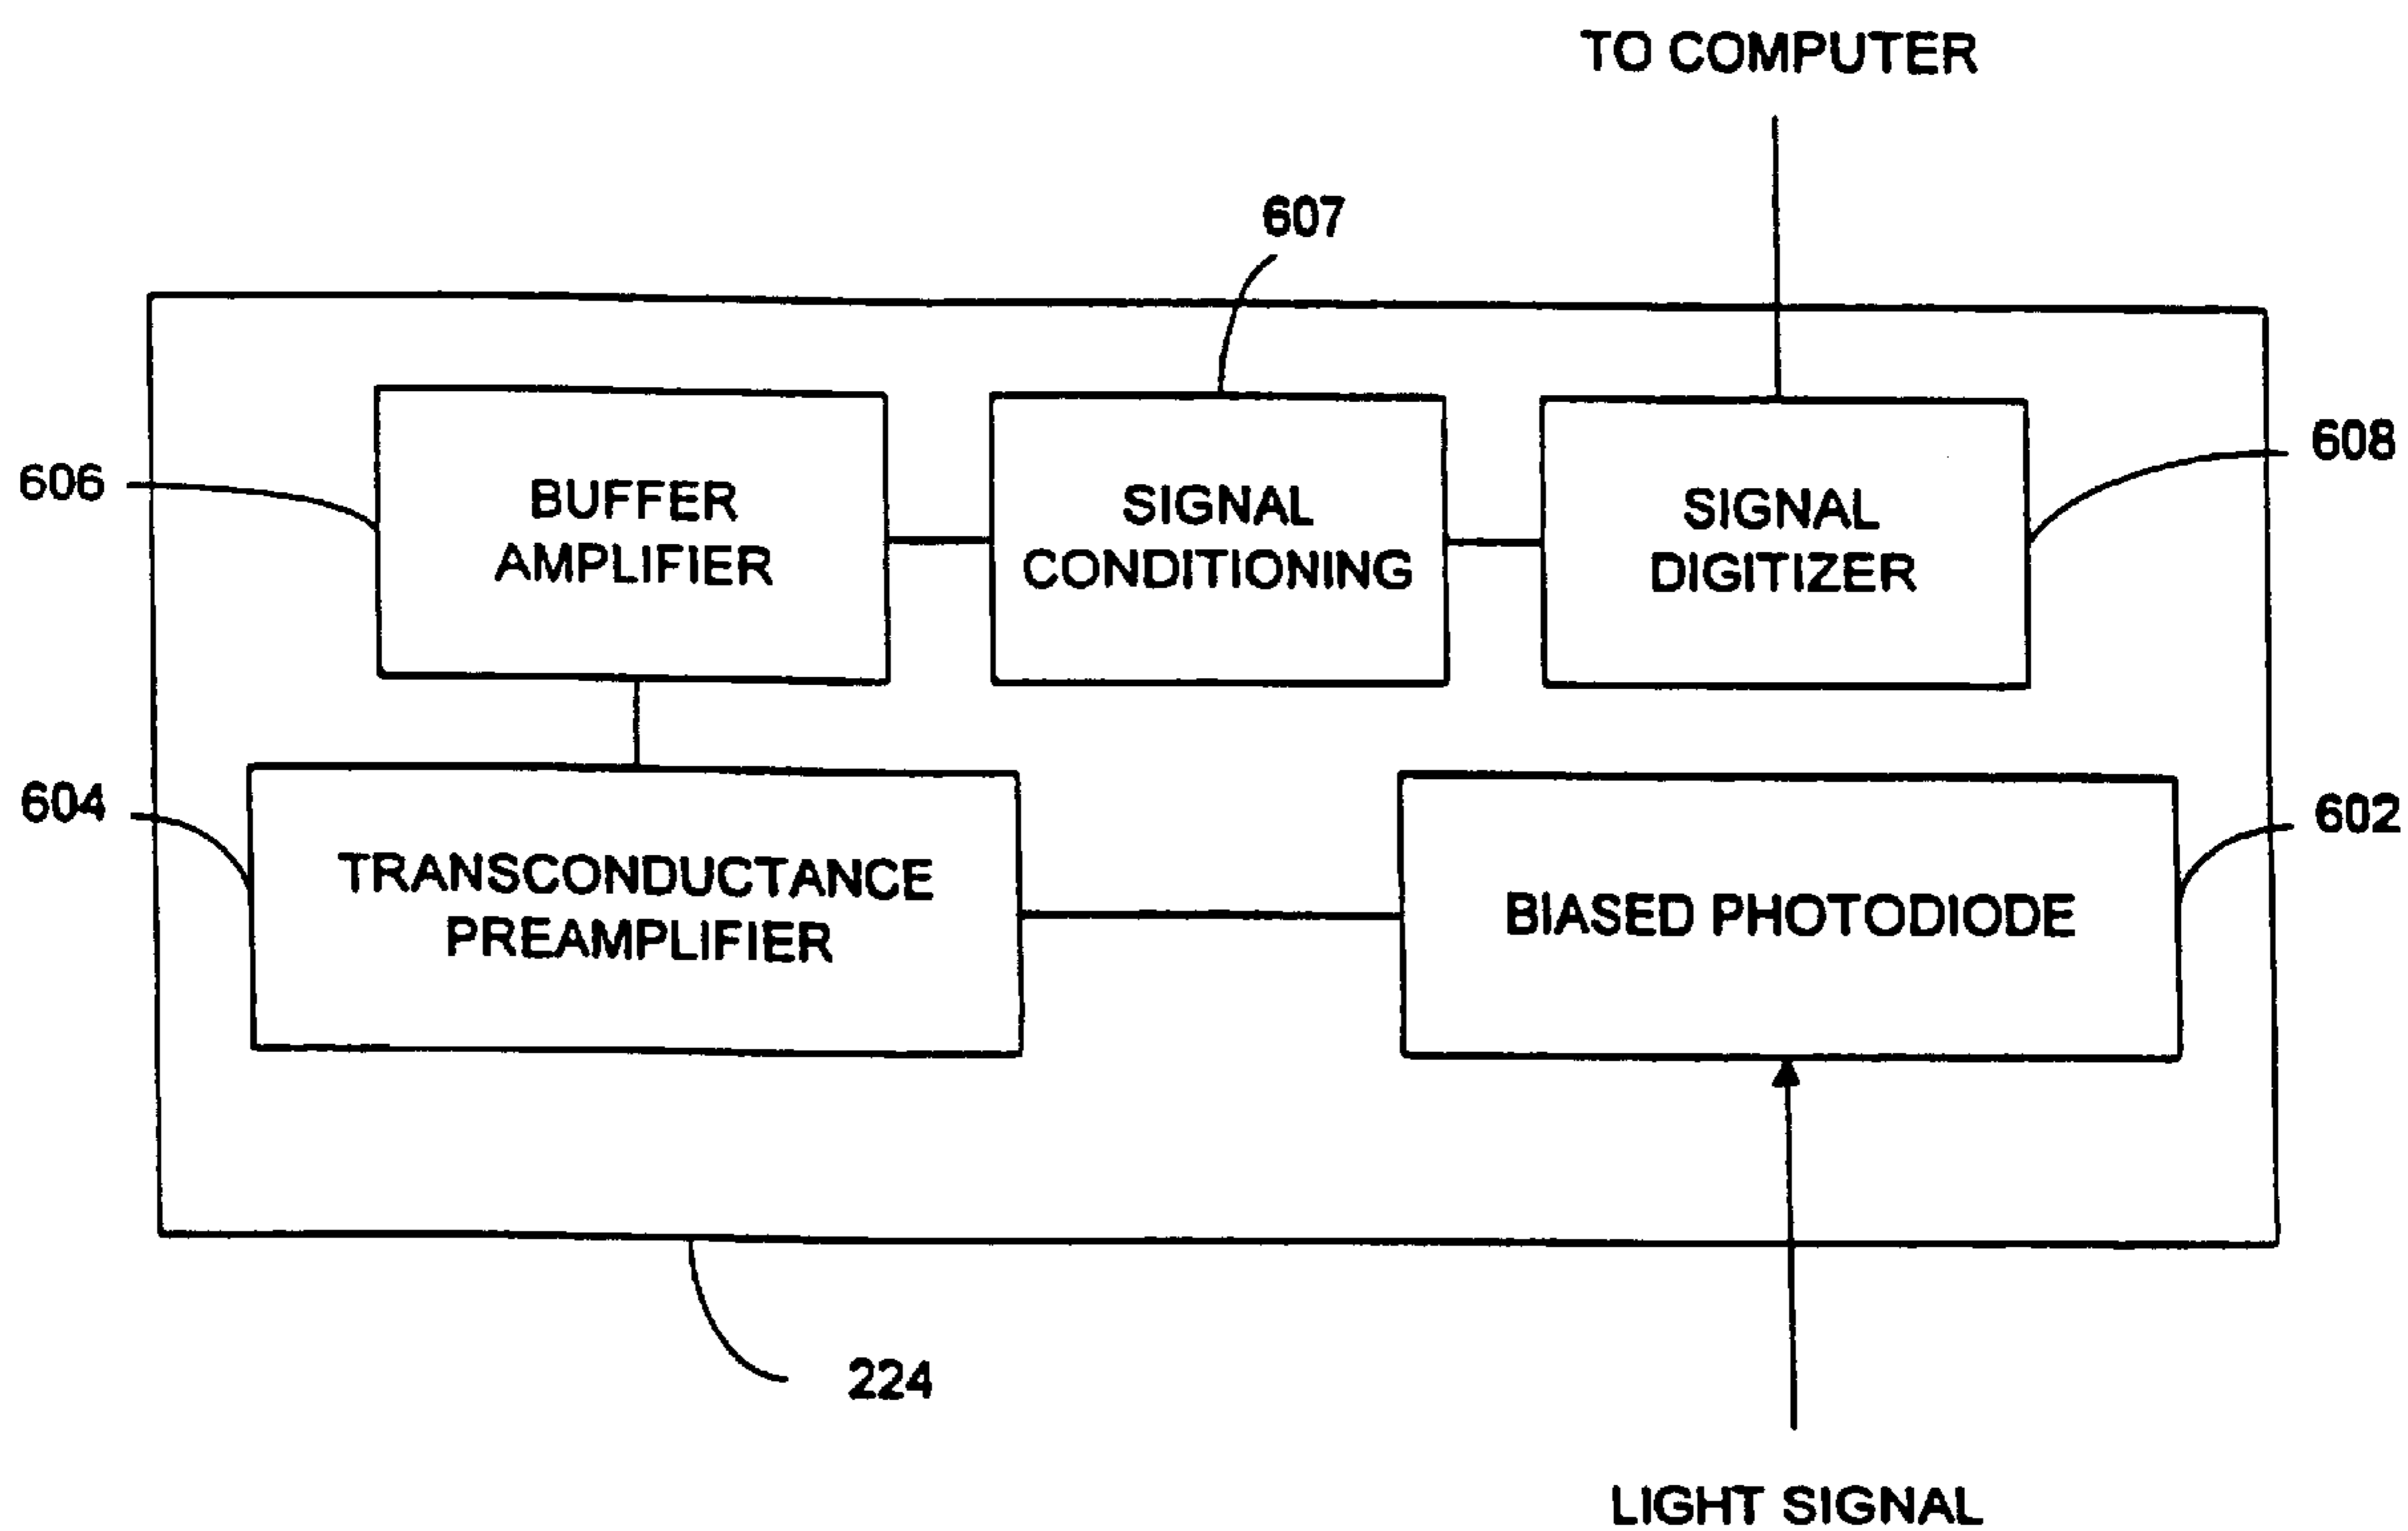 TO COMPUTER
607
606
BUFFER
AMPLIFIER
SIGNAL
CONDITIONING
SIGNAL
DIGITIZER
608
604
TRANSCONDUCTANCE
PREAMPLIFIER
BIASED PHOTODIODE
602
224
LIGHT SIGNAL